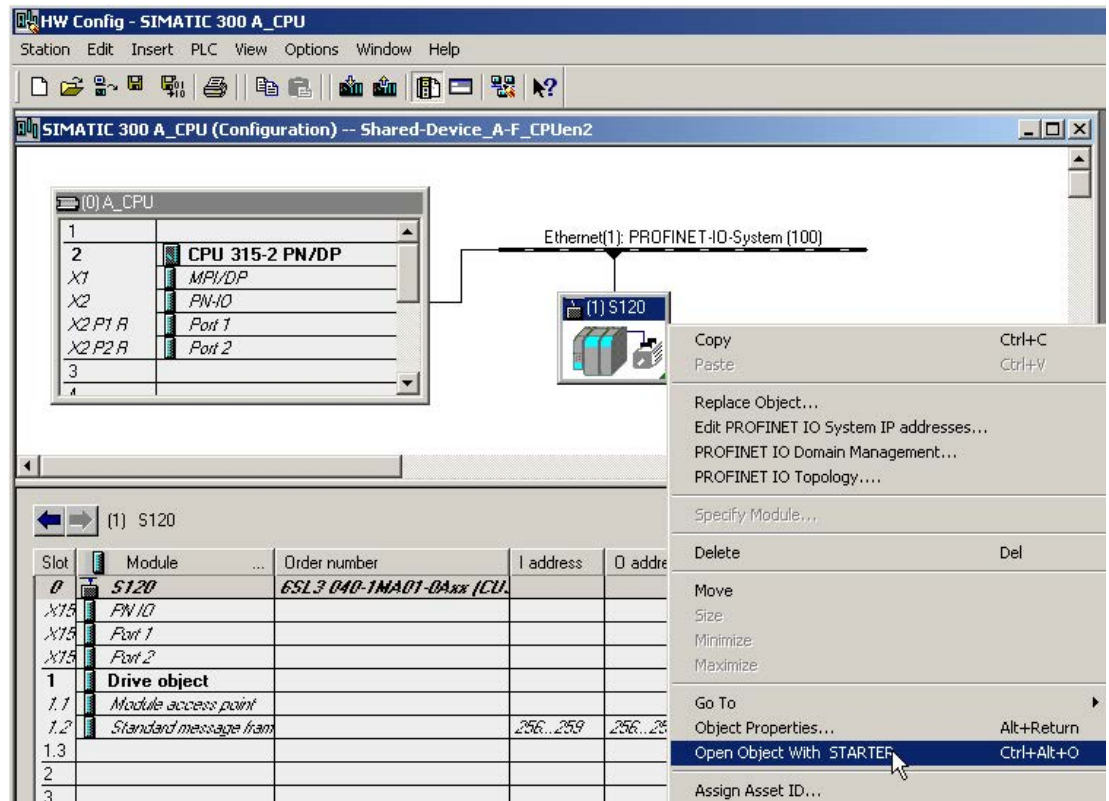 HW Config - SIMATIC 300 A_CPU
Station Edit Insert PLC View Options Window Help
SIMATIC 300 A_CPU (Configuration) -- Shared-Device_A-F_CPUen2
(0) A_CPU
1
2 CPU 315-2 PN/DP
X1 MPI/DP
X2 PN-IO
X2 P1 R Port 1
X2 P2 R Port 2
3
4
Ethernet(1): PROFINET-IO-System (100)
(1) S120
Copy Ctrl+C
Paste Ctrl+V
Replace Object...
Edit PROFINET IO System IP addresses...
PROFINET IO Domain Management...
PROFINET IO Topology....
Specify Module...
Delete Del
Move
Size
Minimize
Maximize
Go To
Object Properties... Alt+Return
Open Object With STARTER Ctrl+Alt+O
Assign Asset ID...
(1) S120
Slot Module ... Order number I address O addre
0 S120 6SL3 040-1MA01-0Axx (CU
X15 PN IO
X15 Port 1
X15 Port 2
1 Drive object
1.1 Module access point
1.2 Standard message fram 256...259 256...25
1.3
2
3